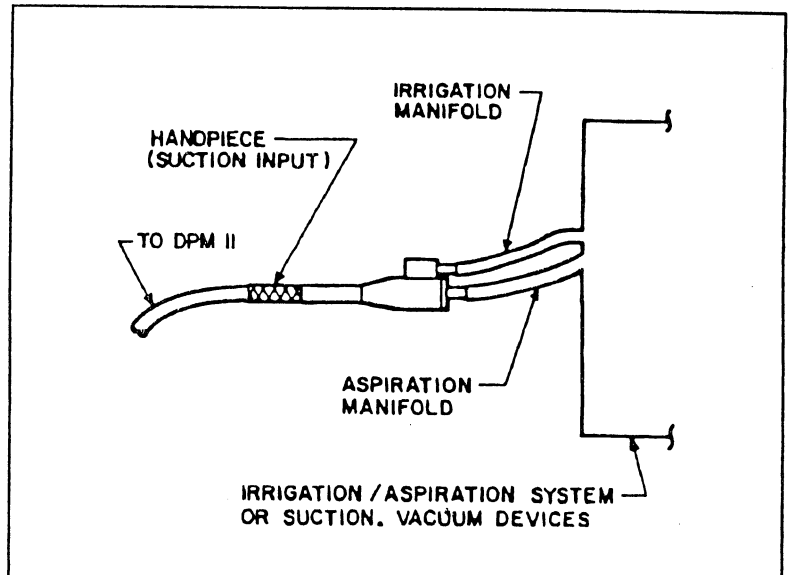 IRRIGATION
MANIFOLD
HANDPIECE
(SUCTION INPUT)
TO DPM II
ASPIRATION
MANIFOLD
IRRIGATION / ASPIRATION SYSTEM
OR SUCTION. VACUUM DEVICES